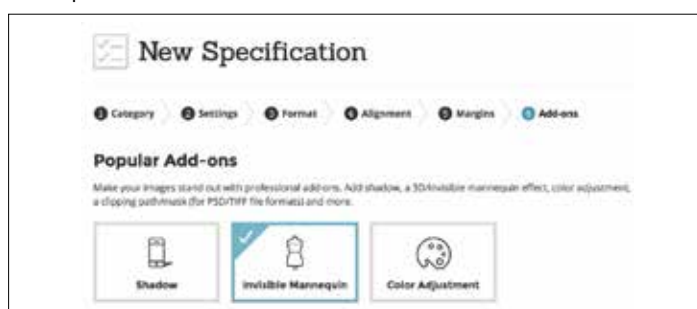 New Specification
1 Category 2 Settings 3 Format 4 Alignment 5 Margins 6 Add-ons
Popular Add-ons
Make your images stand out with professional add-ons. Add shadow, a 3D/invisible mannequin effect, color adjustment,
a clipping path/mask (for PSD/TIFF file formats) and more.
Shadow Invisible Mannequin Color Adjustment